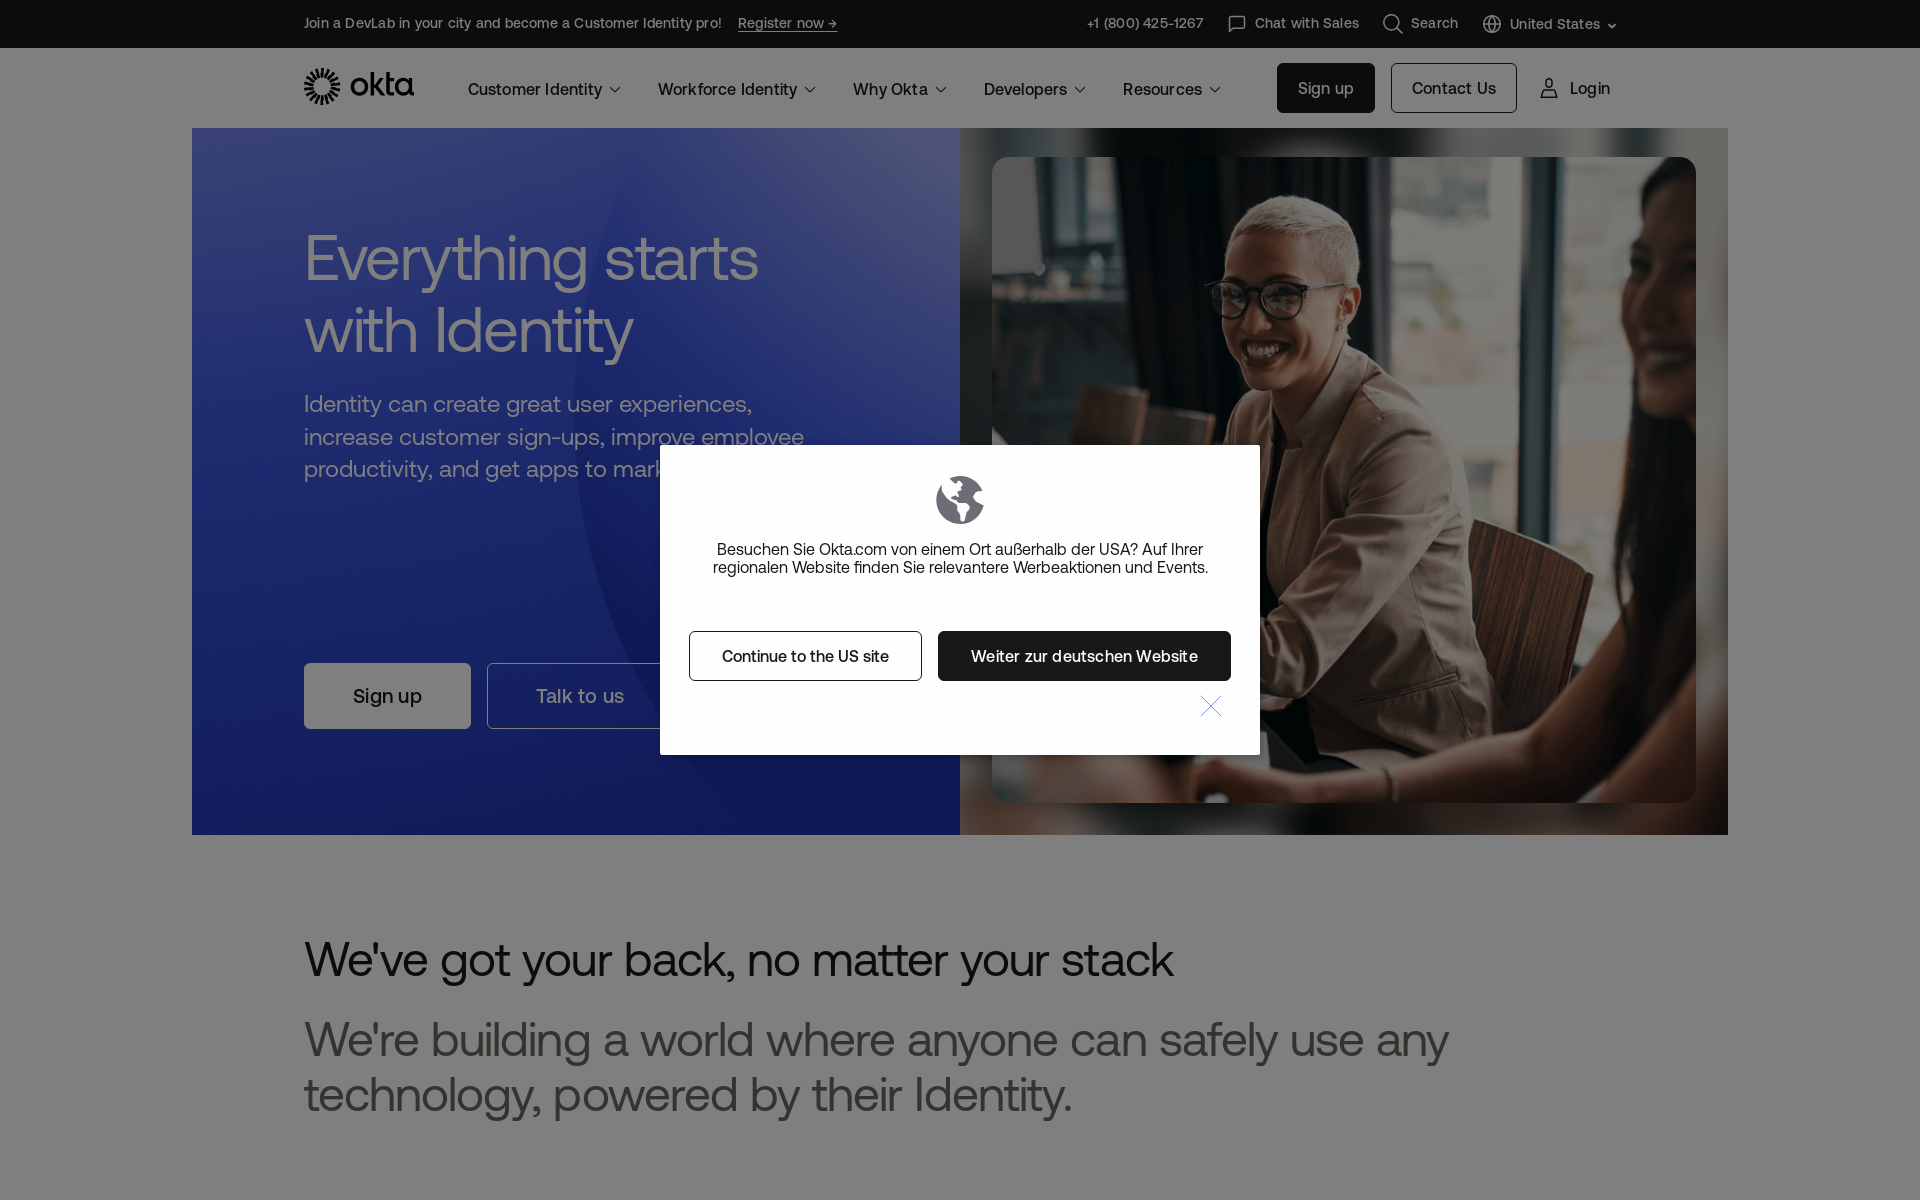 Join a DevLab in your city and become a Customer Identity pro! Register now →
+1 (800) 425-1267 Chat with Sales Search United States
okta Customer Identity Workforce Identity Why Okta Developers Resources Sign up Contact Us Login
Everything starts
with Identity
Identity can create great user experiences,
increase customer sign-ups, improve employee
productivity, and get apps to
Besuchen Sie Okta.com von einem Ort außerhalb der USA? Auf Ihrer
regionalen Website finden Sie relevantere Werbeaktionen und Events.
Continue to the US site Weiter zur deutschen Website
Sign up Talk to us
We've got your back, no matter your stack
We're building a world where anyone can safely use any
technology, powered by their Identity.